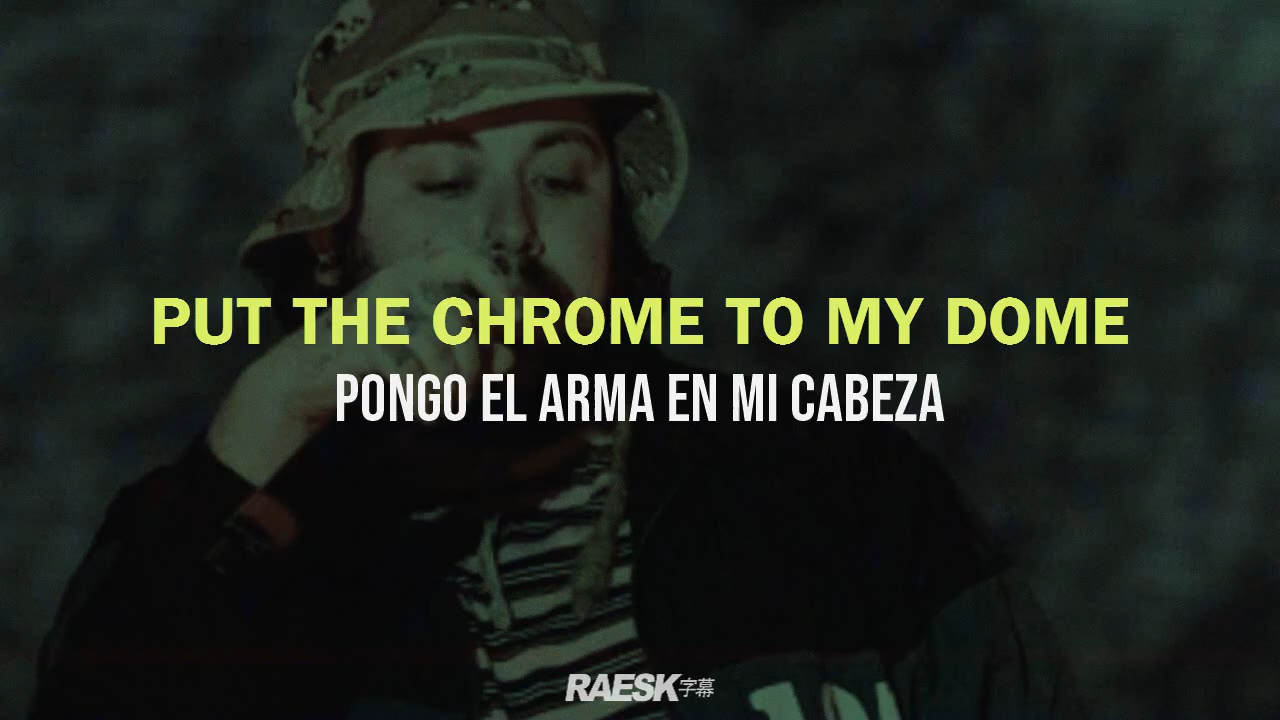 PUT THE CHROME TO MY DOME
PONGO EL ARMA EN MI CABEZA
RAESK字幕